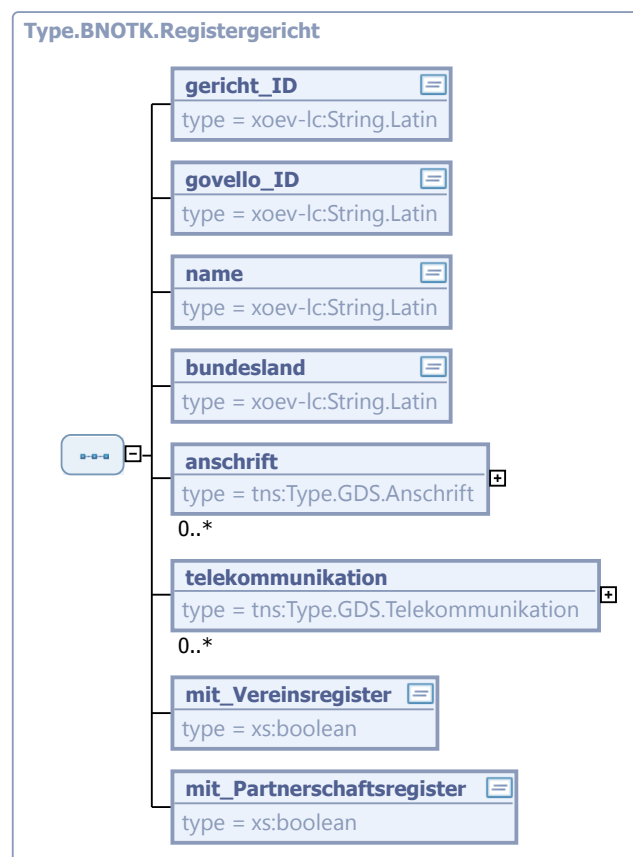 Type.BNOTK.Registergericht
gericht_ID
type = xoev-lc:String.Latin
govello_ID
type = xoev-lc:String.Latin
name
type = xoev-lc:String.Latin
bundesland
type = xoev-lc:String.Latin
anschrift
type = tns:Type.GDS.Anschrift
0..*
telekommunikation
type = tns:Type.GDS.Telekommunikation
0..*
mit_Vereinsregister
type = xs:boolean
mit_Partnerschaftsregister
type = xs:boolean